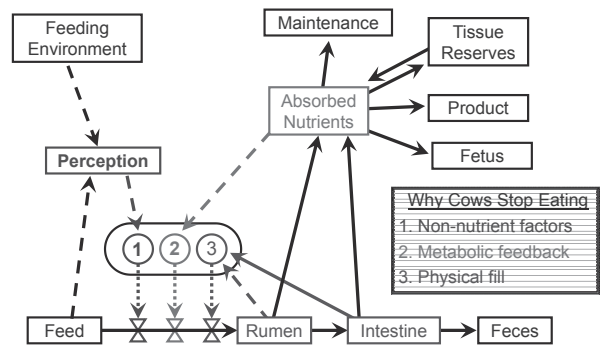 Feeding
Environment
Maintenance
Tissue
Reserves
Absorbed
Nutrients
Product
Perception
Fetus
Why Cows Stop Eating
1. Non-nutrient factors
2. Metabolic feedback
3. Physical fill
1
2
3
Feed
Rumen
Intestine
Feces